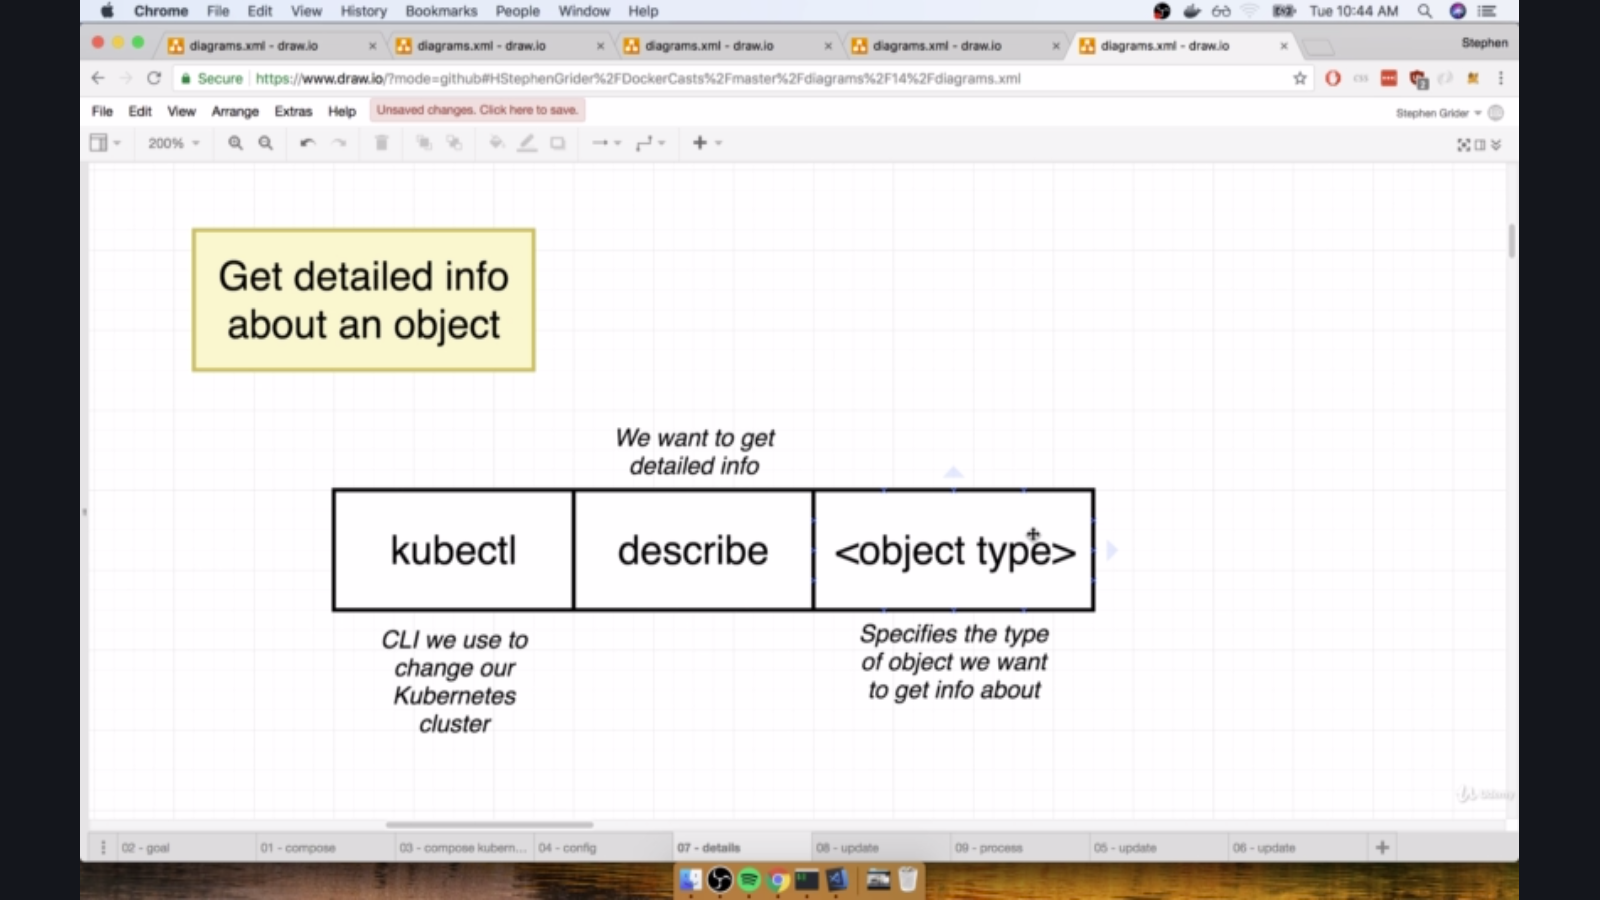 Chrome File Edit View History Bookmarks People Window Help Tue 10:44 AM
diagrams.xml - draw.io diagrams.xml - draw.io diagrams.xml - draw.io diagrams.xml - draw.io diagrams.xml - draw.io Stephen
Secure https://www.draw.io/?mode=github#HStephenGrider%2FDockerCasts%2Fmaster%2Fdiagrams%2F14%2Fdiagrams.xml
File Edit View Arrange Extras Help Unsaved changes. Click here to save. Stephen Grider
200%
Get detailed info
about an object
We want to get
detailed info
kubectl describe <object type>
CLI we use to
change our
Kubernetes
cluster
Specifies the type
of object we want
to get info about
02 - goal 01 - compose 03 - compose kubern... 04 - config 07 - details 08 - update 09 - process 05 - update 06 - update